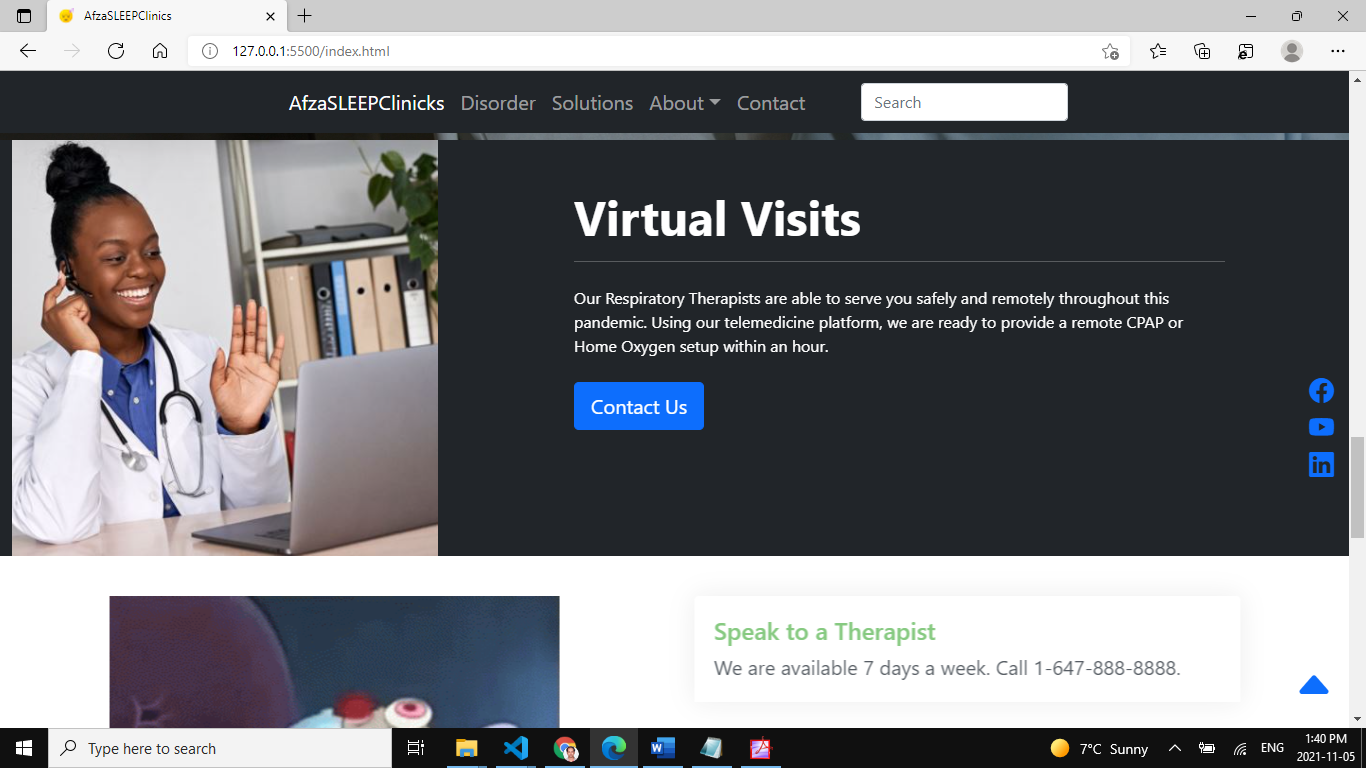 AfzaSLEEPClinics
127.0.0.1:5500/index.html
AfzaSLEEPClinicks Disorder Solutions About Contact Search
Virtual Visits
Our Respiratory Therapists are able to serve you safely and remotely throughout this
pandemic. Using our telemedicine platform, we are ready to provide a remote CPAP or
Home Oxygen setup within an hour.
Contact Us
Speak to a Therapist
We are available 7 days a week. Call 1-647-888-8888.
Type here to search
7°C Sunny
ENG
1:40 PM
2021-11-05